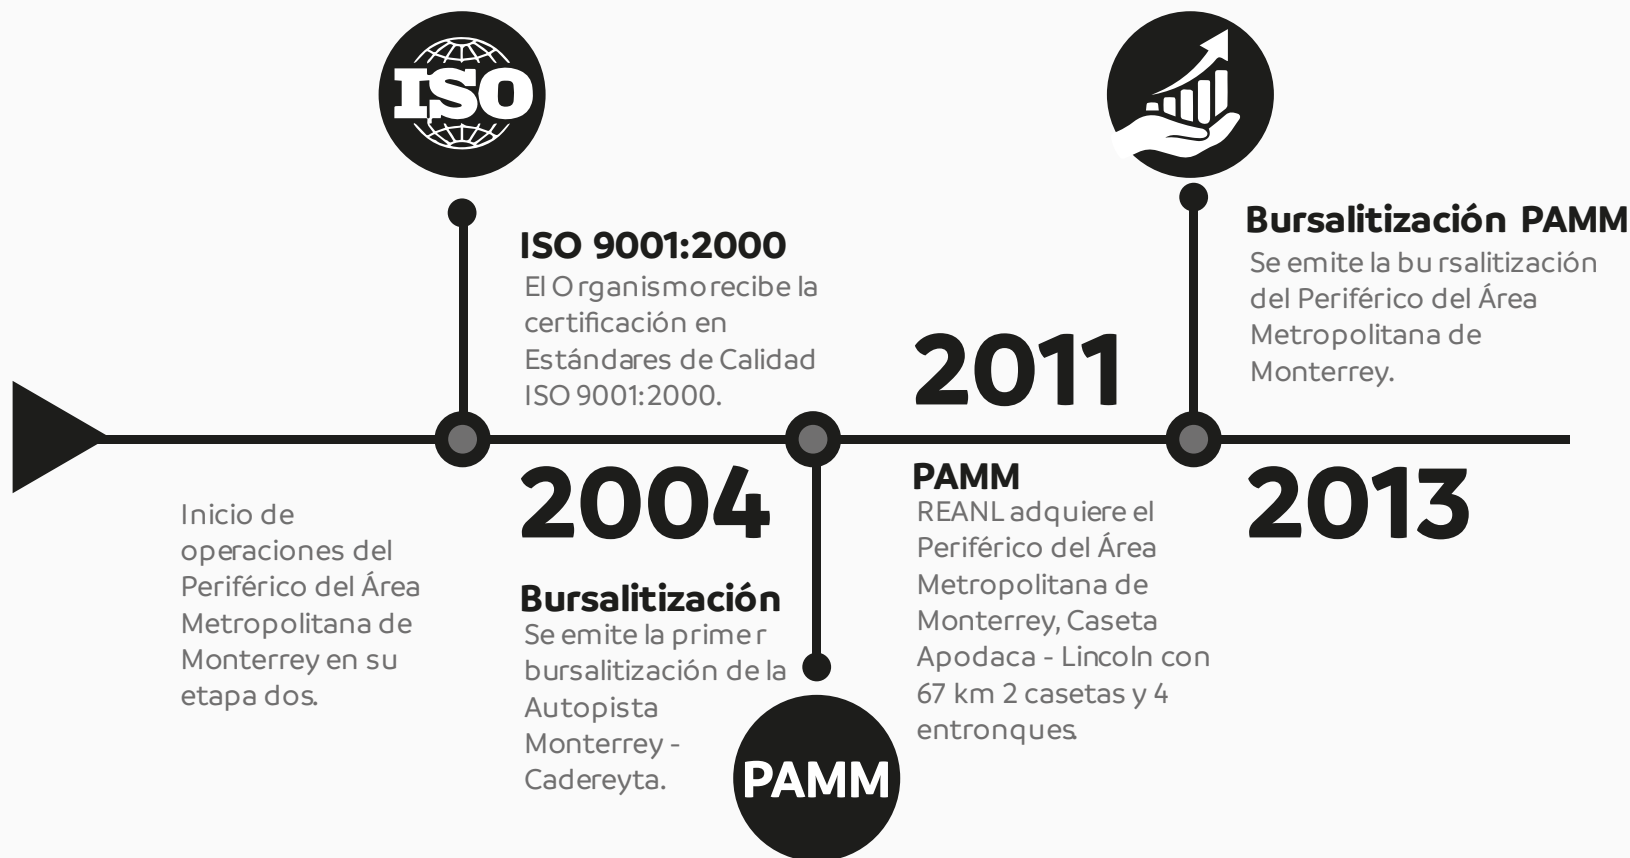 ISO
Inicio de
operaciones del
Periférico del Área
Metropolitana de
Monterrey en su
etapa dos.
ISO 9001:2000
El Organismo recibe la
certificación en
Estándares de Calidad
ISO 9001:2000.
2004
Bursalitización
Se emite la primer
bursalitización de la
Autopista
Monterrey -
Cadereyta.
PAMM
2011
PAMM
REANL adquiere el
Periférico del Área
Metropolitana de
Monterrey, Caseta
Apodaca - Lincoln con
67 km 2 casetas y 4
entronques.
Bursalitización PAMM
Se emite la bursalitización
del Periférico del Área
Metropolitana de
Monterrey.
2013